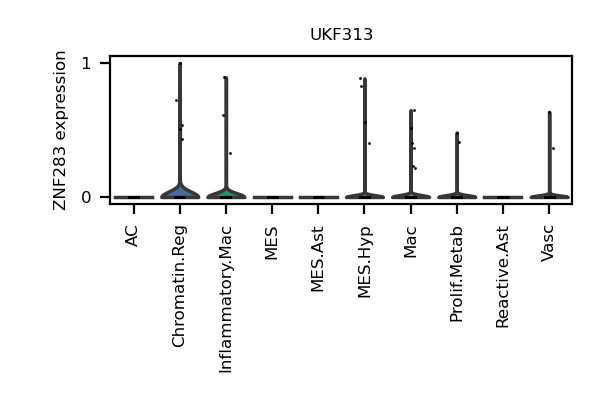 UKF313
ZNF283 expression
1
0
AC
Chromatin.Reg
Inflammatory.Mac
MES
MES.Ast
MES.Hyp
Mac
Prolif.Metab
Reactive.Ast
Vasc